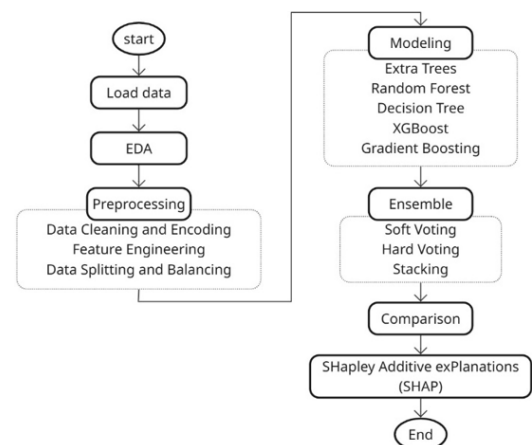 start
Load data
EDA
Preprocessing
Data Cleaning and Encoding
Feature Engineering
Data Splitting and Balancing
Modeling
Extra Trees
Random Forest
Decision Tree
XGBoost
Gradient Boosting
Ensemble
Soft Voting
Hard Voting
Stacking
Comparison
SHapley Additive exPlanations
(SHAP)
End